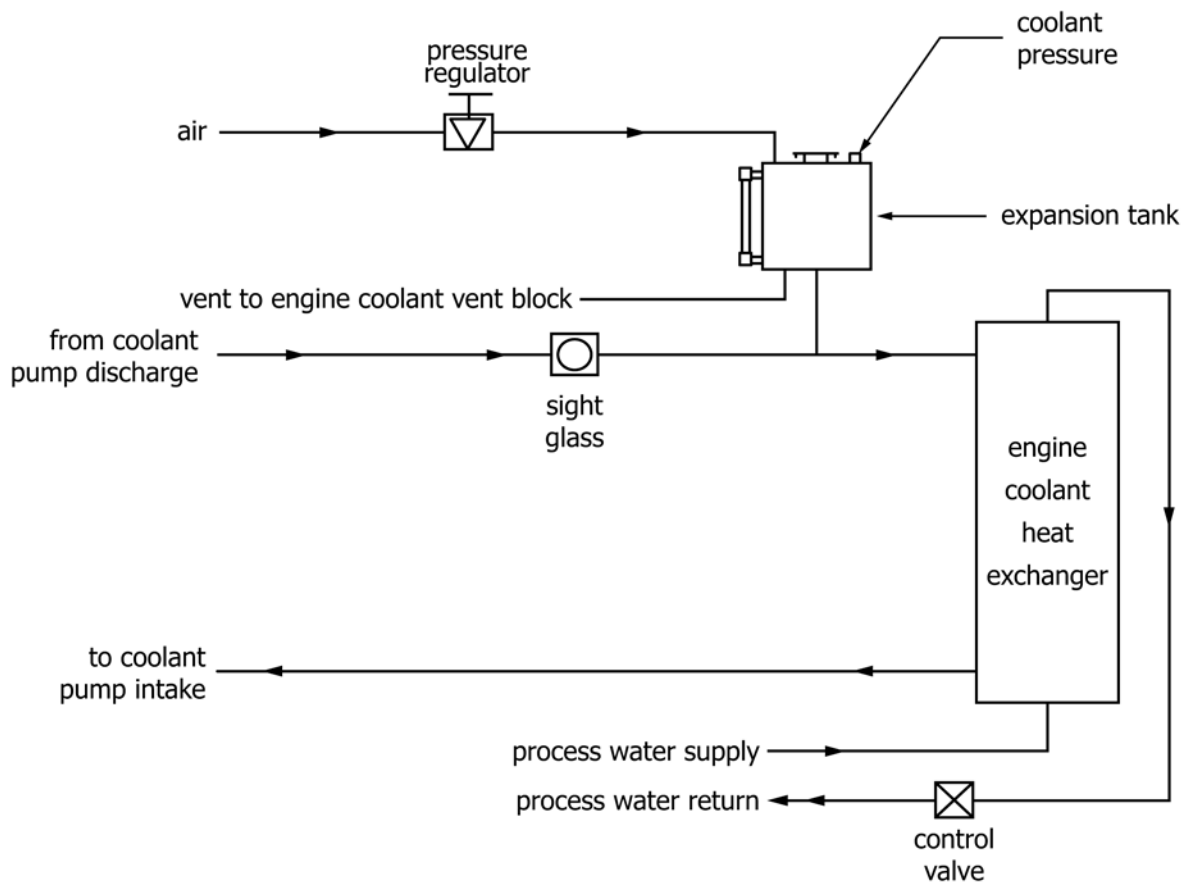 coolant
pressure
pressure
regulator
air
expansion tank
vent to engine coolant vent block
from coolant
pump discharge
sight
glass
engine
coolant
heat
exchanger
to coolant
pump intake
process water supply
process water return
control
valve